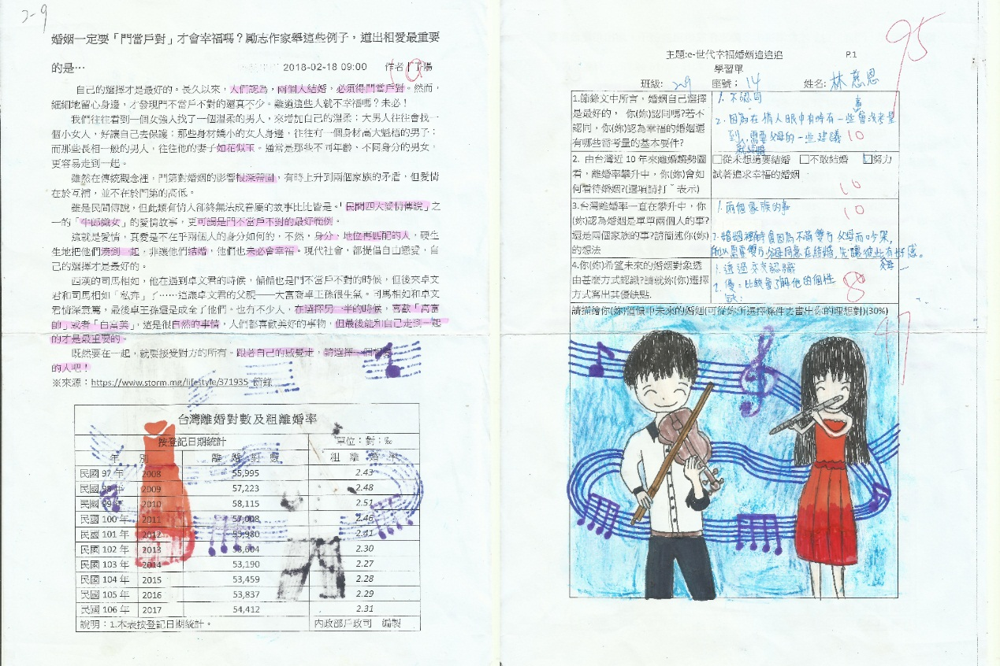 2-9
婚姻一定要「門當戶對」才會幸福嗎？勵志作家舉這些例子，道出相愛最重要
的是…
2018-02-18 09:00 作者
10
自己的選擇才是最好的。長久以來，人們認為，兩個人結婚，必須得門當戶對。然而，
細細地留心身邊，才發現門不當戶不對的還真不少。難道這些人就不幸福嗎？未必！
我們往往看到一個女強人找了一個溫柔的男人，來增加自己的溫柔；大男人往往會找一
個小女人，好讓自己去保護；那些身材嬌小的女人身邊，往往有一個身材高大魁梧的男子；
而那些長相一般的男人，往往他的妻子如花似玉。通常是那些不同年齡、不同身分的男女，
更容易走到一起。
雖然在傳統觀念裡，門第對婚姻的影響根深蒂固，有時上升到兩個家族的矛盾，但愛情
在於互補，並不在於門第的高低。
雖是民間傳說，但此類有情人卻終無法成眷屬的故事比比皆是。「民間四大愛情傳說」之
一的「牛郎織女」的愛情故事，更可謂是門不當戶不對的最好範例。
這就是愛情，真愛是不在乎兩個人的身分如何的，不然，身分、地位再匹配的人，硬生
生地把他們湊到一起，非讓他們結婚，他們也未必會幸福。現代社會，都提倡自由戀愛，自
己的選擇才是最好的。
西漢的司馬相如，他在遇到卓文君的時候，傾傾也是門不當戶不對的時候，但後來卓文
君和司馬相如「私奔」了……這讓卓文君的父親——大富裔卓王孫很生氣。司馬相如和卓文
君情深意篤，最後卓王孫還是成全了他們。也有不少人，在選擇另一半的時候，喜歡「高富
帥」或者「白富美」，這是很自然的事情，人們都喜歡美好的事物，但最後能和自己走到一起
的才是最重要的。
既然要在一起，就要接受對方的所有。跟著自己的感覺走，請選擇一個相愛
的人吧！
※來源：https://www.storm.mg/lifestyle/371935 節錄
台灣離婚對數及粗離婚率
按登記日期統計 單位：對；‰
年 別 離 婚 對 數 粗 離 婚 率
民國 97 年 2008 55,995 2.43
民國 98 年 2009 57,223 2.48
民國 99 年 2010 58,115 2.51
民國 100 年 2011 57,008 2.46
民國 101 年 2012 55,980 2.41
民國 102 年 2013 53,604 2.30
民國 103 年 2014 53,190 2.27
民國 104 年 2015 53,459 2.28
民國 105 年 2016 53,837 2.29
民國 106 年 2017 54,412 2.31
說明：1.本表按登記日期統計。 內政部戶政司 編製
95
主題:e-世代幸福婚姻追追追 P.1
學習單
班級: 2-9 座號; 14 姓名: 林慈恩
1.節錄文中所言，婚姻自己選擇
是最好的， 你(妳)認同嗎?若不
認同，你(妳)認為幸福的婚姻還
有哪些需考量的基本要件?
1. 不認同
2. 因為在情人眼中有時有一些會沒考量
到，需要父母的一些建議
10
2. 由台灣近 10 年來離婚趨勢圖
看，離婚率攀升中，你(妳)會如
何看待婚姻?(選項請打ˇ表示)
□從未想過要結婚 □不敢結婚 ☑努力
試著追求幸福的婚姻
10
3.台灣離婚率一直在攀升中，你
(妳)認為婚姻是單單兩個人的事?
還是兩個家族的事?請簡述你(妳)
的想法
1. 兩個家族的事
10
2. 婚姻裡時會因為不滿雙方父母而吵架，
所以需要雙方父母同意在結婚，先讓彼此有好感。
4.你(妳)希望未來的婚姻對象透
由甚麼方式認識?請就妳(你)選擇
方式寫出其優缺點.
1. 透過交友認識
2. 優：比較會了解他的個性
缺：
8
請描繪你(妳)憧憬中未來的婚姻(可從你所選擇條件去畫出你的理想對)(30%)
47